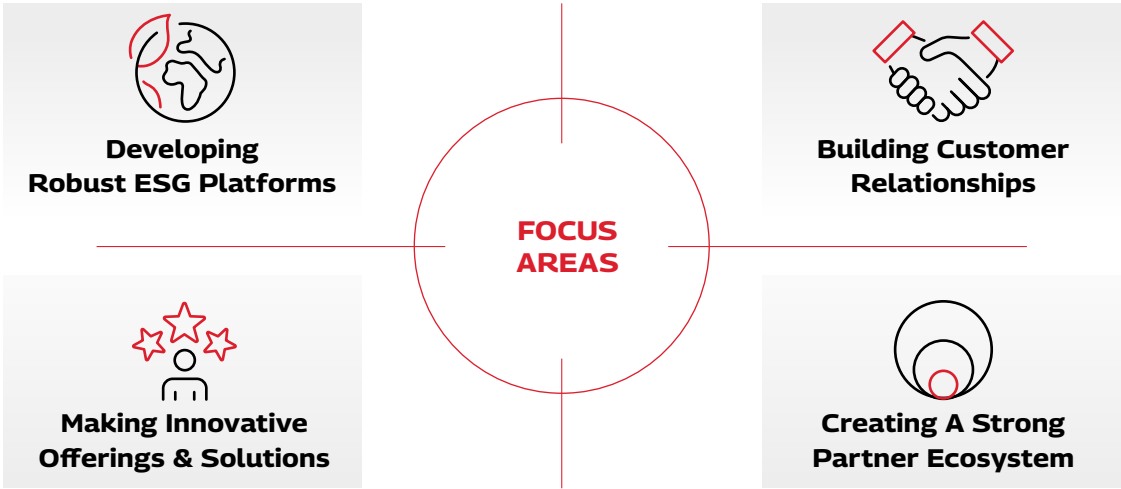 Developing
Robust ESG Platforms
Building Customer
Relationships
FOCUS
AREAS
Making Innovative
Offerings & Solutions
Creating A Strong
Partner Ecosystem